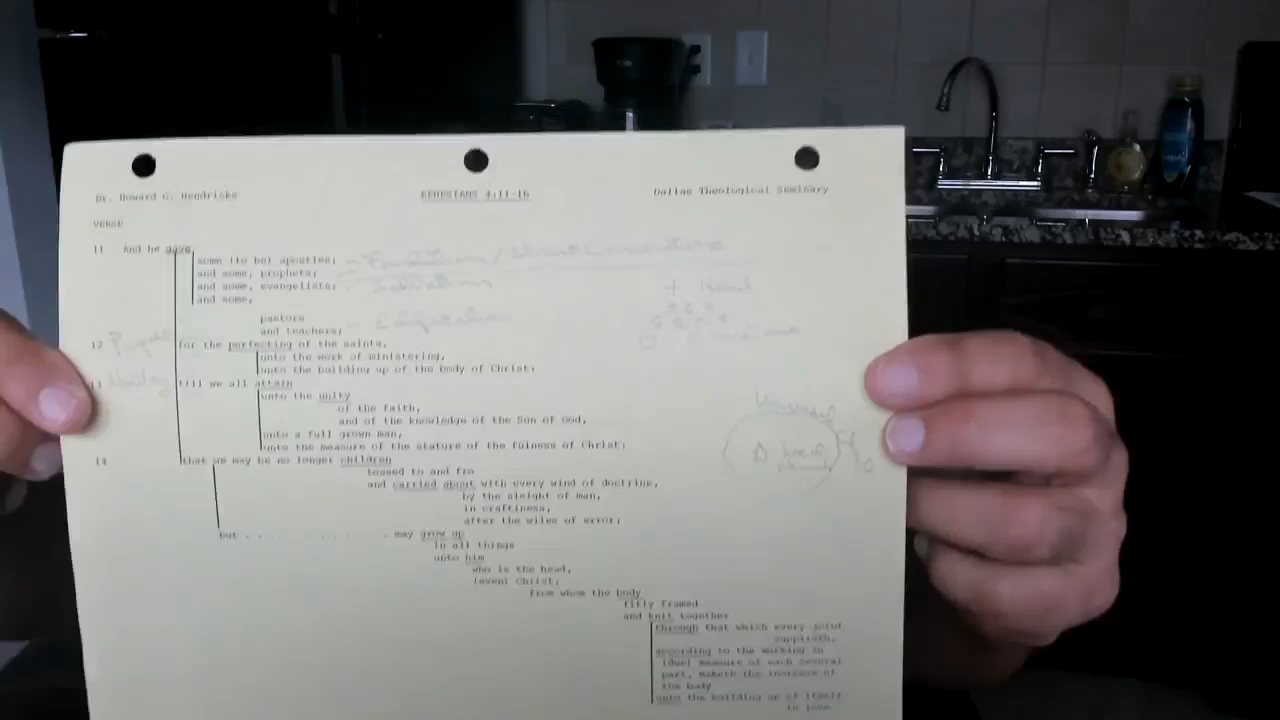 Dr. Howard G. Hendricks
EPHESIANS 4:11-16
Dallas Theological Seminary
VERSE
11 And he gave,
some (to be) apostles;
and some, prophets;
and some, evangelists;
and some,
pastors
and teachers;
12 for the perfecting of the saints,
unto the work of ministering,
unto the building up of the body of Christ;
till we all attain
unto the unity
of the faith,
and of the knowledge of the Son of God,
unto a full grown man,
unto the measure of the stature of the fulness of Christ;
14 that we may be no longer children
tossed to and fro
and carried about with every wind of doctrine,
by the sleight of man,
in craftiness,
after the wiles of error;
but . . . . . . . . . . . may grow up
in all things
unto him
who is the head,
(even) Christ;
from whom the body
fitly framed
and knit together
through that which every joint
supplieth,
according to the working in
(due) measure of each several
part, maketh the increase of
the body
unto the building up of itself
in love
Universal